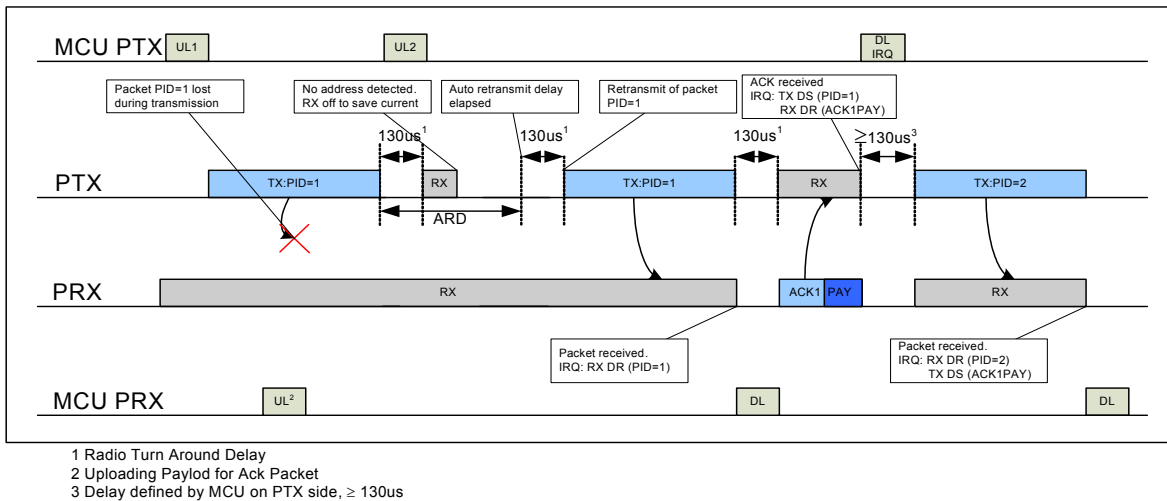 MCU PTX
UL1
UL2
DL
IRQ
Packet PID=1 lost
during transmission
No address detected.
RX off to save current
Auto retransmit delay
elapsed
Retransmit of packet
PID=1
ACK received
IRQ: TX DS (PID=1)
RX DR (ACK1PAY)
130us1
130us1
130us1
≥130us3
PTX
TX:PID=1
RX
TX:PID=1
RX
TX:PID=2
ARD
PRX
RX
ACK1
PAY
RX
Packet received.
IRQ: RX DR (PID=1)
Packet received.
IRQ: RX DR (PID=2)
TX DS (ACK1PAY)
MCU PRX
UL2
DL
DL
1 Radio Turn Around Delay
2 Uploading Paylod for Ack Packet
3 Delay defined by MCU on PTX side, ≥ 130us